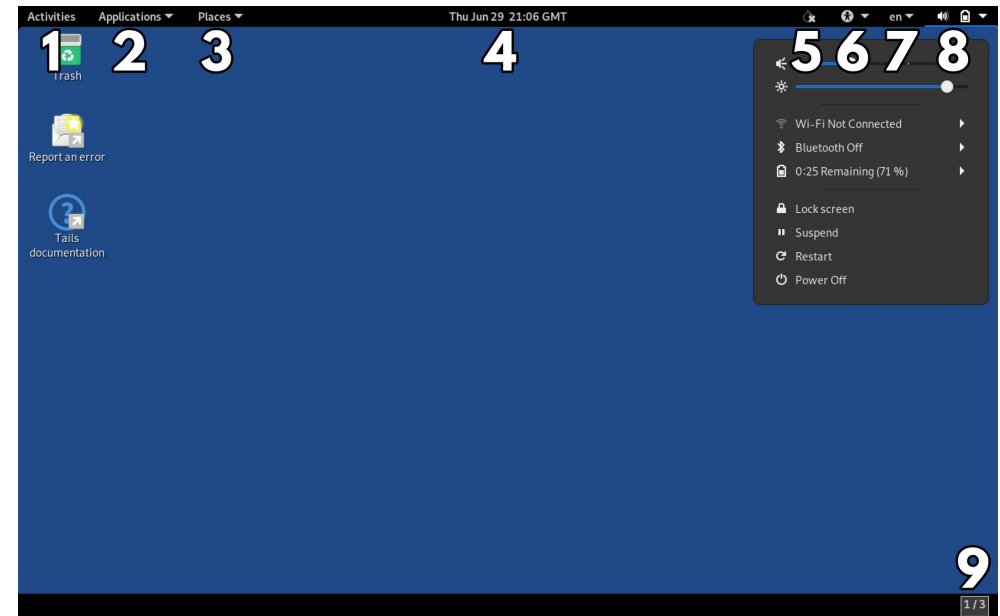 Activities Applications Places Thu Jun 29 21:06 GMT en
1 2 3 4 5 6 7 8
Trash
Report an error
Tails
documentation
Wi-Fi Not Connected
Bluetooth Off
0:25 Remaining (71 %)
Lock screen
Suspend
Restart
Power Off
9
1 / 3